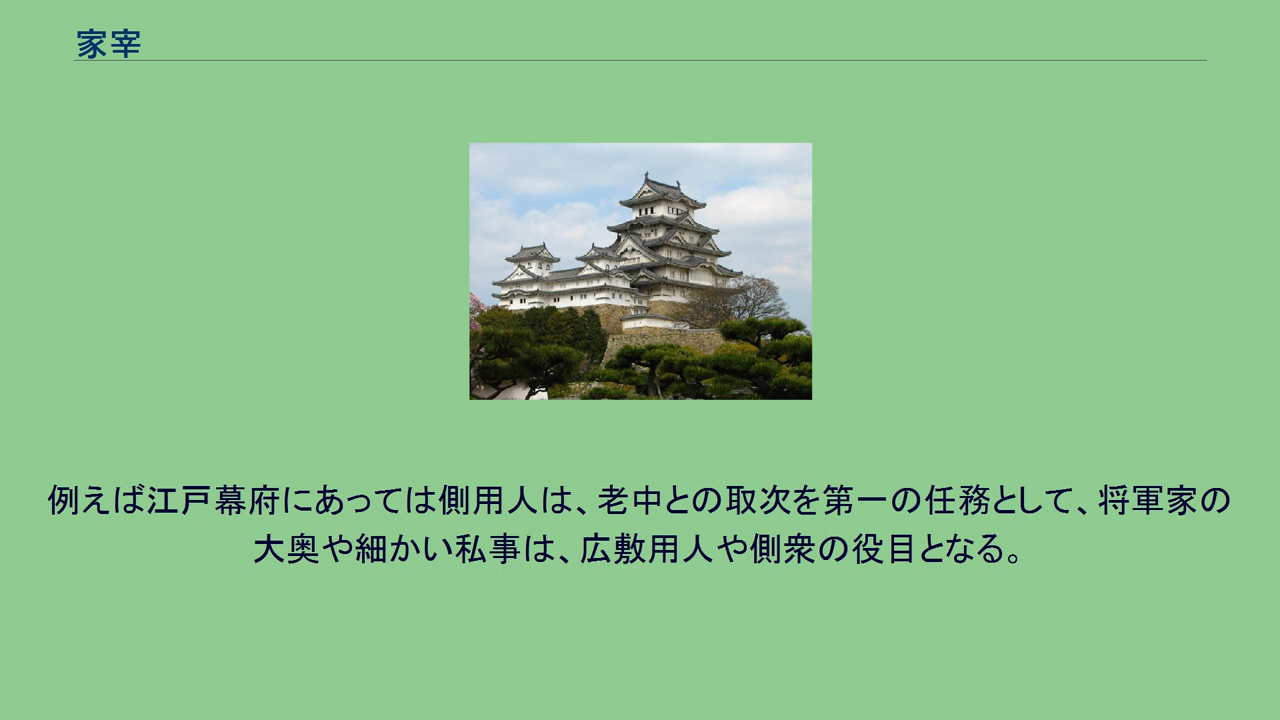 家宰
例えば江戸幕府にあっては側用人は、老中との取次を第一の任務として、将軍家の
大奥や細かい私事は、広敷用人や側衆の役目となる。